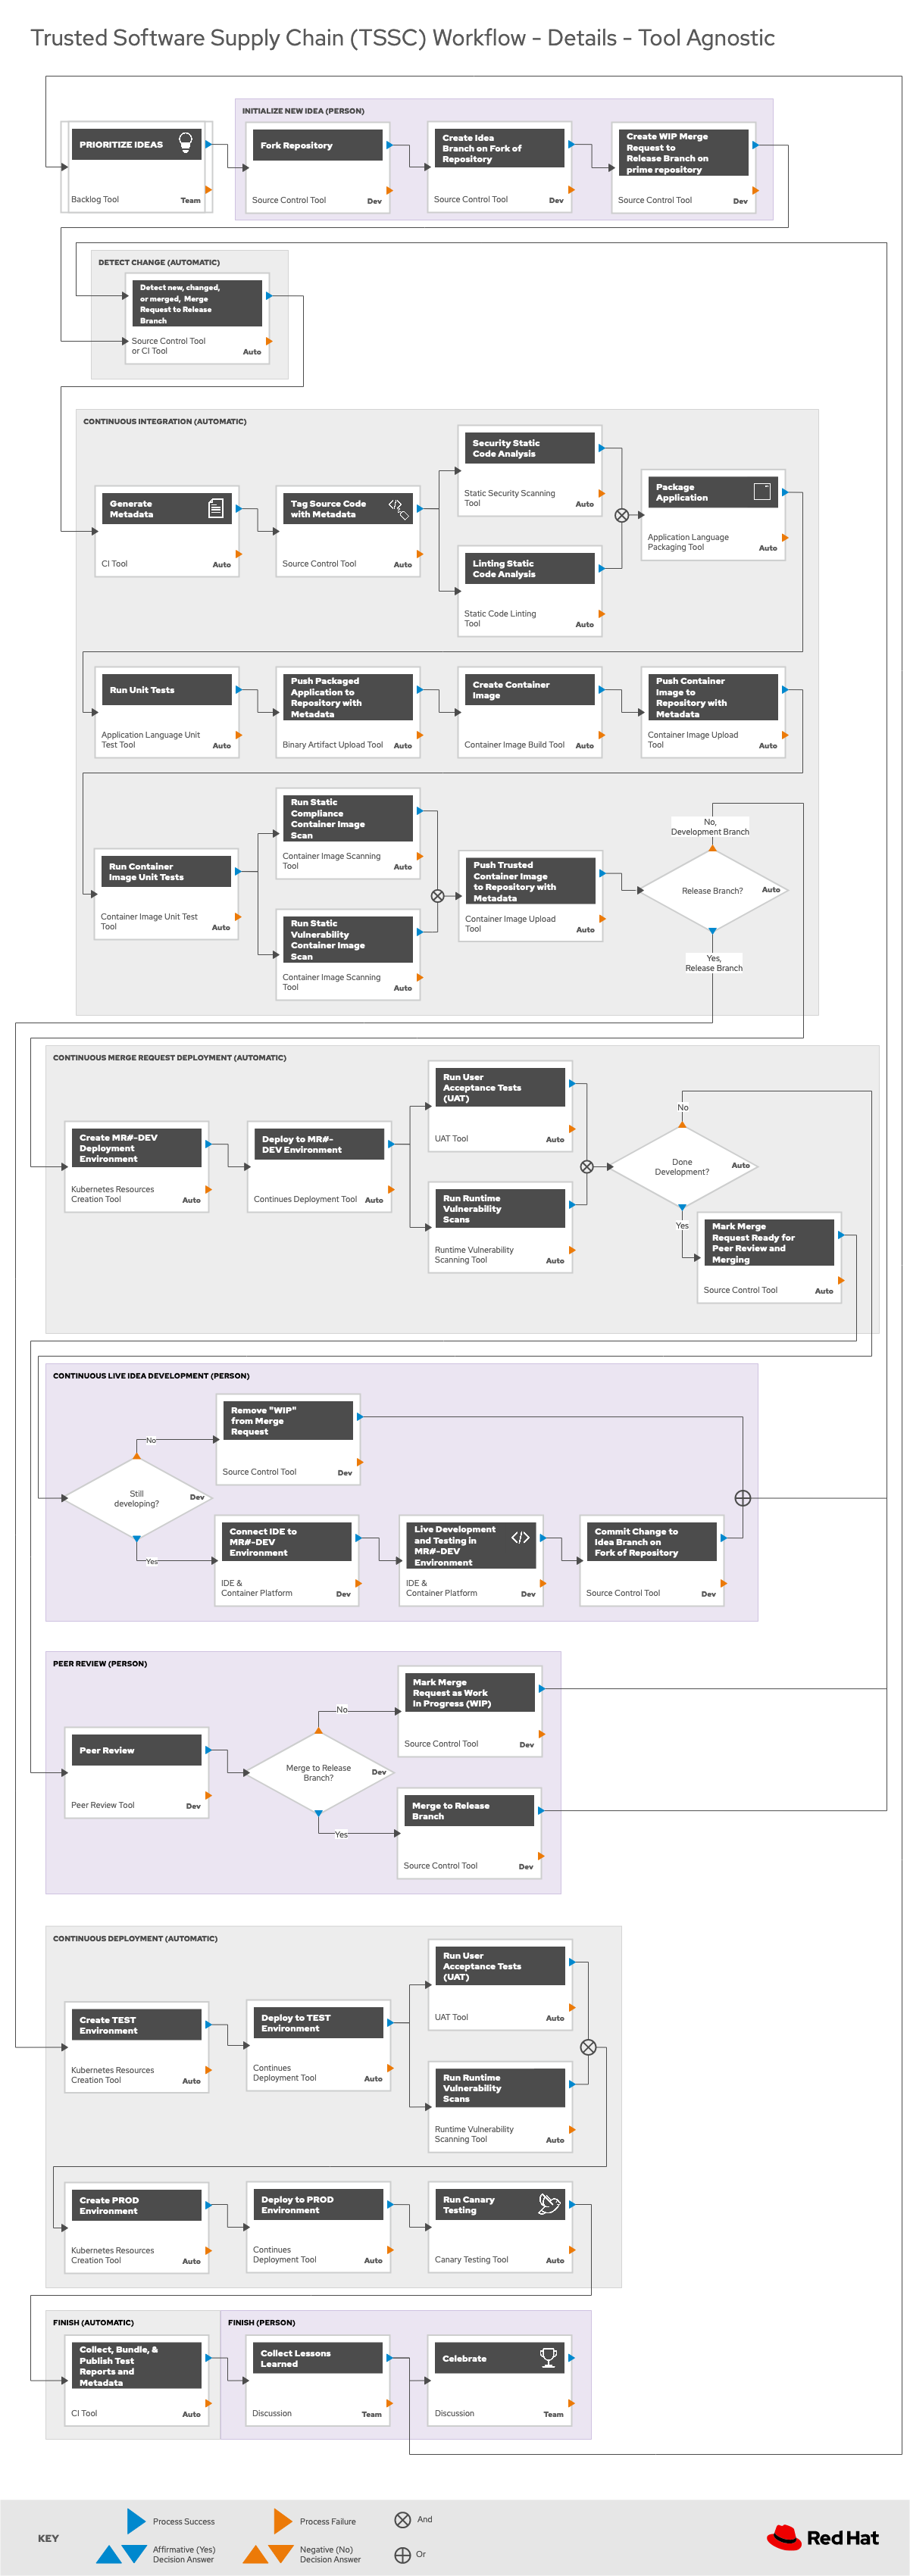 Trusted Software Supply Chain (TSSC) Workflow - Details - Tool Agnostic
INITIALIZE NEW IDEA (PERSON)
PRIORITIZE IDEAS
Backlog Tool
Team
Fork Repository
Source Control Tool
Dev
Create Idea
Branch on Fork of
Repository
Source Control Tool
Dev
Create WIP Merge
Request to
Release Branch on
prime repository
Source Control Tool
Dev
DETECT CHANGE (AUTOMATIC)
Detect new, changed,
or merged, Merge
Request to Release
Branch
Source Control Tool
or CI Tool
Auto
CONTINUOUS INTEGRATION (AUTOMATIC)
Generate
Metadata
CI Tool
Auto
Tag Source Code
with Metadata
Source Control Tool
Auto
Security Static
Code Analysis
Static Security Scanning
Tool
Auto
Linting Static
Code Analysis
Static Code Linting
Tool
Auto
Package
Application
Application Language
Packaging Tool
Auto
Run Unit Tests
Application Language Unit
Test Tool
Auto
Push Packaged
Application to
Repository with
Metadata
Binary Artifact Upload Tool
Auto
Create Container
Image
Container Image Build Tool
Auto
Push Container
Image to
Repository with
Metadata
Container Image Upload
Tool
Auto
Run Container
Image Unit Tests
Container Image Unit Test
Tool
Auto
Run Static
Compliance
Container Image
Scan
Container Image Scanning
Tool
Auto
Run Static
Vulnerability
Container Image
Scan
Container Image Scanning
Tool
Auto
Push Trusted
Container Image
to Repository with
Metadata
Container Image Upload
Tool
Auto
No,
Development Branch
Release Branch?
Auto
Yes,
Release Branch
CONTINUOUS MERGE REQUEST DEPLOYMENT (AUTOMATIC)
Create MR#-DEV
Deployment
Environment
Kubernetes Resources
Creation Tool
Auto
Deploy to MR#-
DEV Environment
Continues Deployment Tool
Auto
Run User
Acceptance Tests
(UAT)
UAT Tool
Auto
Run Runtime
Vulnerability
Scans
Runtime Vulnerability
Scanning Tool
Auto
No
Done
Development?
Auto
Yes
Mark Merge
Request Ready for
Peer Review and
Merging
Source Control Tool
Auto
CONTINUOUS LIVE IDEA DEVELOPMENT (PERSON)
Still
developing?
Dev
No
Remove "WIP"
from Merge
Request
Source Control Tool
Dev
Yes
Connect IDE to
MR#-DEV
Environment
IDE &
Container Platform
Dev
Live Development
and Testing in
MR#-DEV
Environment
IDE &
Container Platform
Dev
Commit Change to
Idea Branch on
Fork of Repository
Source Control Tool
Dev
PEER REVIEW (PERSON)
Peer Review
Peer Review Tool
Dev
Merge to Release
Branch?
Dev
No
Mark Merge
Request as Work
In Progress (WIP)
Source Control Tool
Dev
Yes
Merge to Release
Branch
Source Control Tool
Dev
CONTINUOUS DEPLOYMENT (AUTOMATIC)
Create TEST
Environment
Kubernetes Resources
Creation Tool
Auto
Deploy to TEST
Environment
Continues
Deployment Tool
Auto
Run User
Acceptance Tests
(UAT)
UAT Tool
Auto
Run Runtime
Vulnerability
Scans
Runtime Vulnerability
Scanning Tool
Auto
Create PROD
Environment
Kubernetes Resources
Creation Tool
Auto
Deploy to PROD
Environment
Continues
Deployment Tool
Auto
Run Canary
Testing
Canary Testing Tool
Auto
FINISH (AUTOMATIC)
Collect, Bundle, &
Publish Test
Reports and
Metadata
CI Tool
Auto
FINISH (PERSON)
Collect Lessons
Learned
Discussion
Team
Celebrate
Discussion
Team
KEY
Process Success
Affirmative (Yes)
Decision Answer
Process Failure
Negative (No)
Decision Answer
And
Or
Red Hat